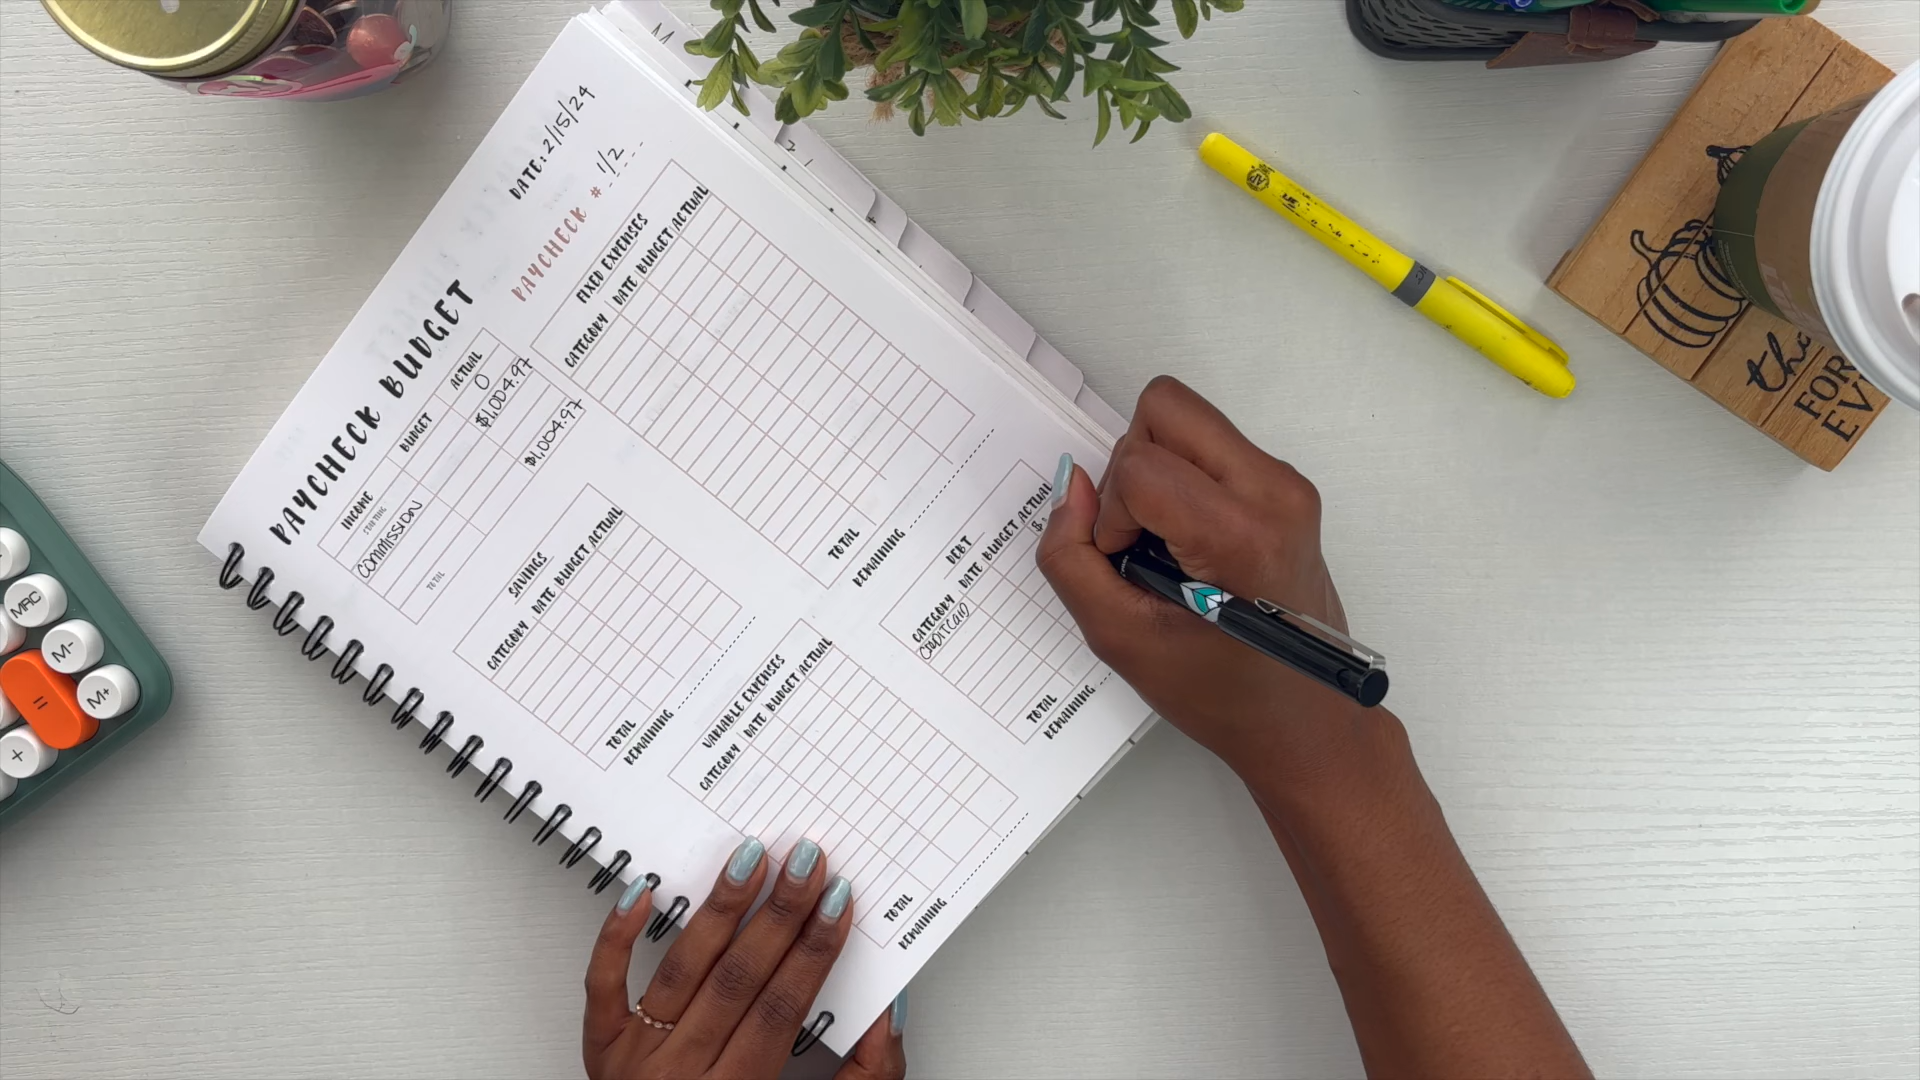 PAYCHECK BUDGET
DATE: 2/15/24
PAYCHECK # 1/2
INCOME BUDGET ACTUAL
0
COMMISSION $1,004.97
TOTAL $1,004.97
FIXED EXPENSES
CATEGORY DATE BUDGET ACTUAL
TOTAL
REMAINING
SAVINGS
CATEGORY DATE BUDGET ACTUAL
TOTAL
REMAINING
DEBT
CATEGORY DATE BUDGET ACTUAL
CREDIT CARD $
TOTAL
REMAINING
VARIABLE EXPENSES
CATEGORY DATE BUDGET ACTUAL
TOTAL
REMAINING
MRC
M-
M+
=
+
FOR